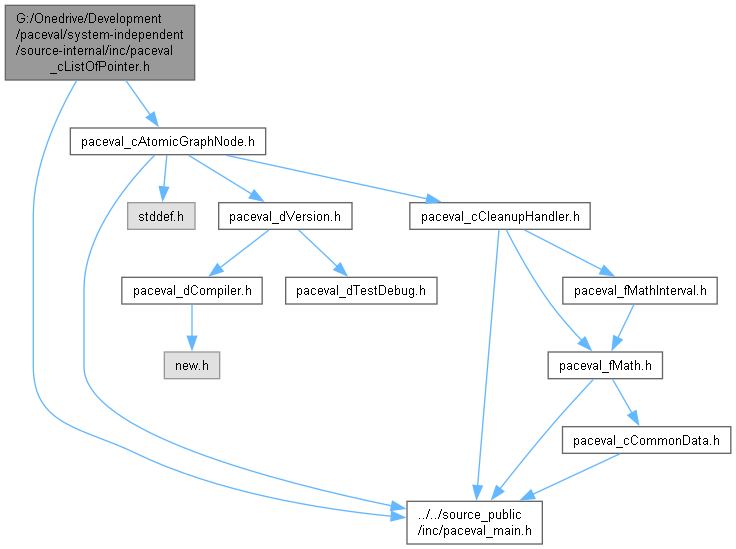 G:/Onedrive/Development
/paceval/system-independent
/source-internal/inc/paceval
_cListOfPointer.h
paceval_cAtomicGraphNode.h
stddef.h
paceval_dVersion.h
paceval_cCleanupHandler.h
paceval_dCompiler.h
paceval_dTestDebug.h
paceval_fMathInterval.h
new.h
paceval_fMath.h
paceval_cCommonData.h
../../source_public
/inc/paceval_main.h